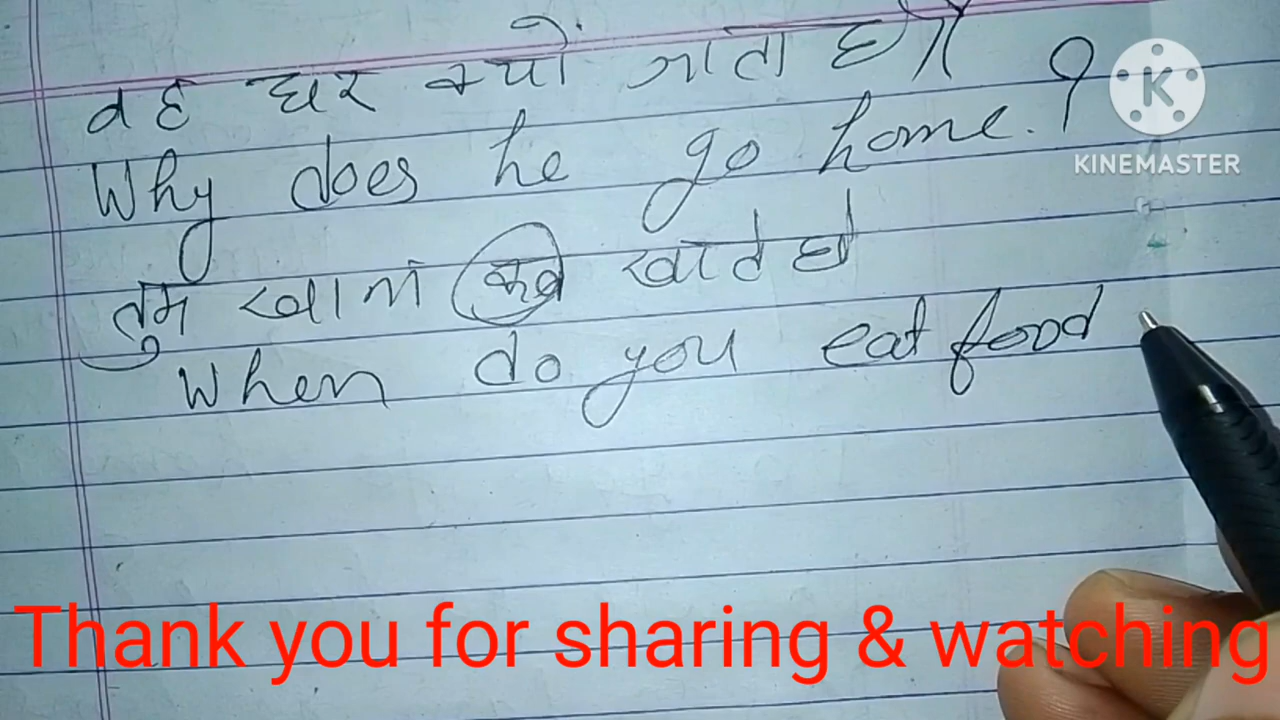 वह घर क्यों जाता है
Why does he go home. ?
KINEMASTER
तुम खाना कब खाते हो
When do you eat food
Thank you for sharing & watching